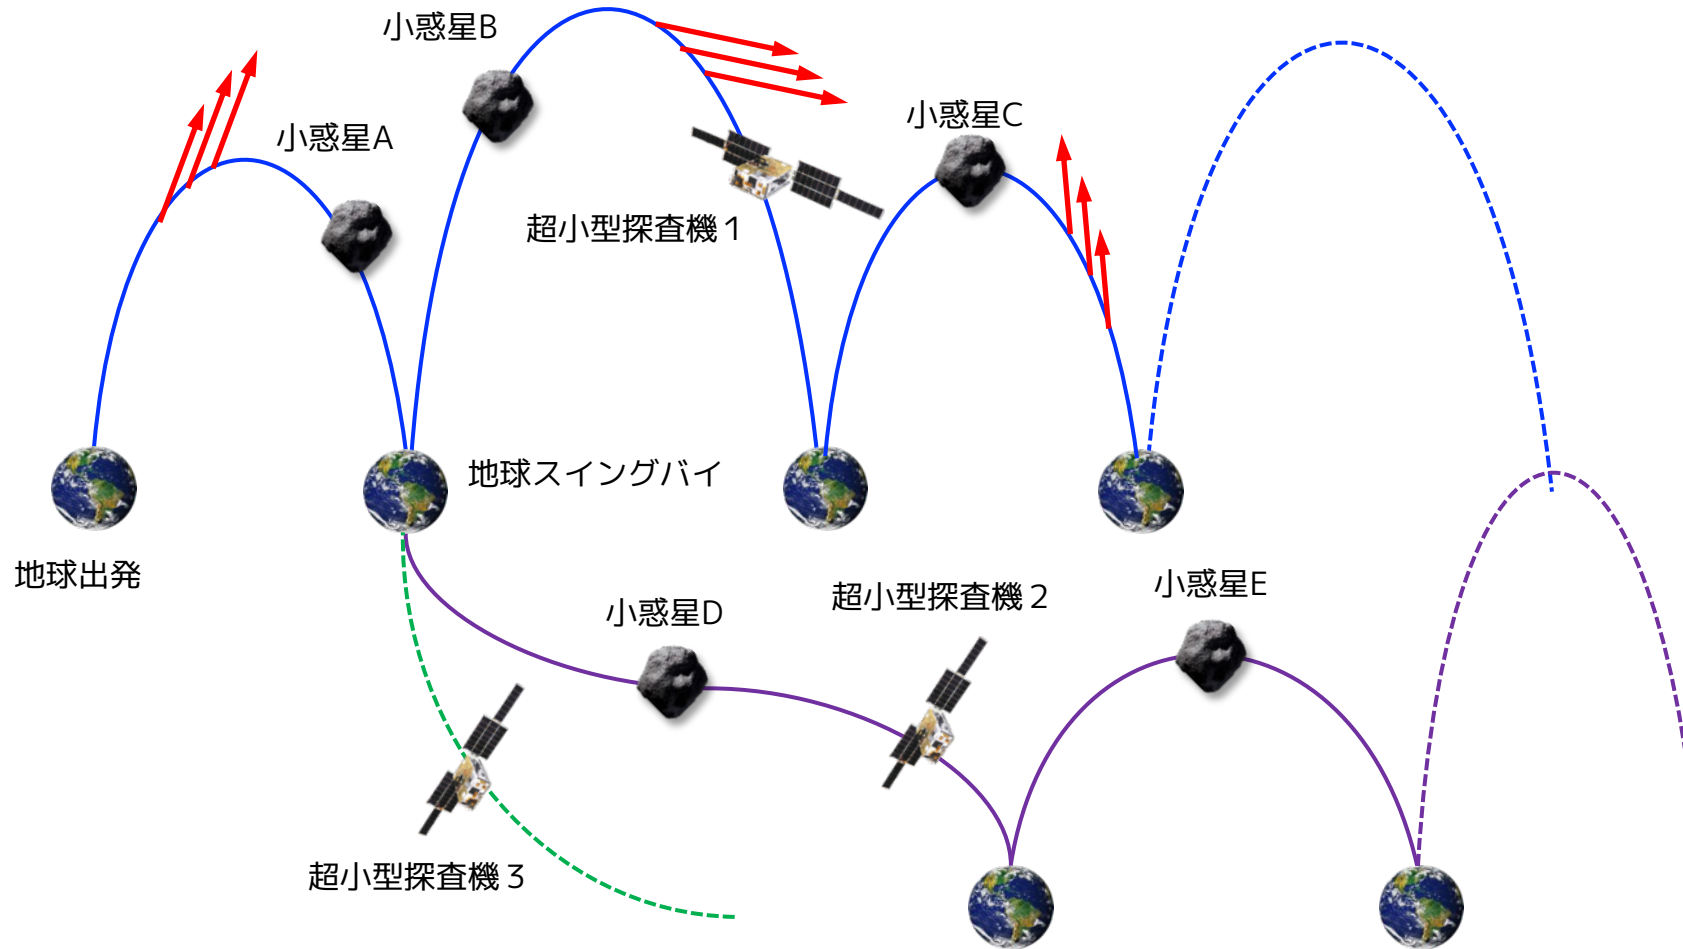 小惑星B
小惑星A
小惑星C
超小型探査機１
地球スイングバイ
地球出発
小惑星D
超小型探査機２
小惑星E
超小型探査機３